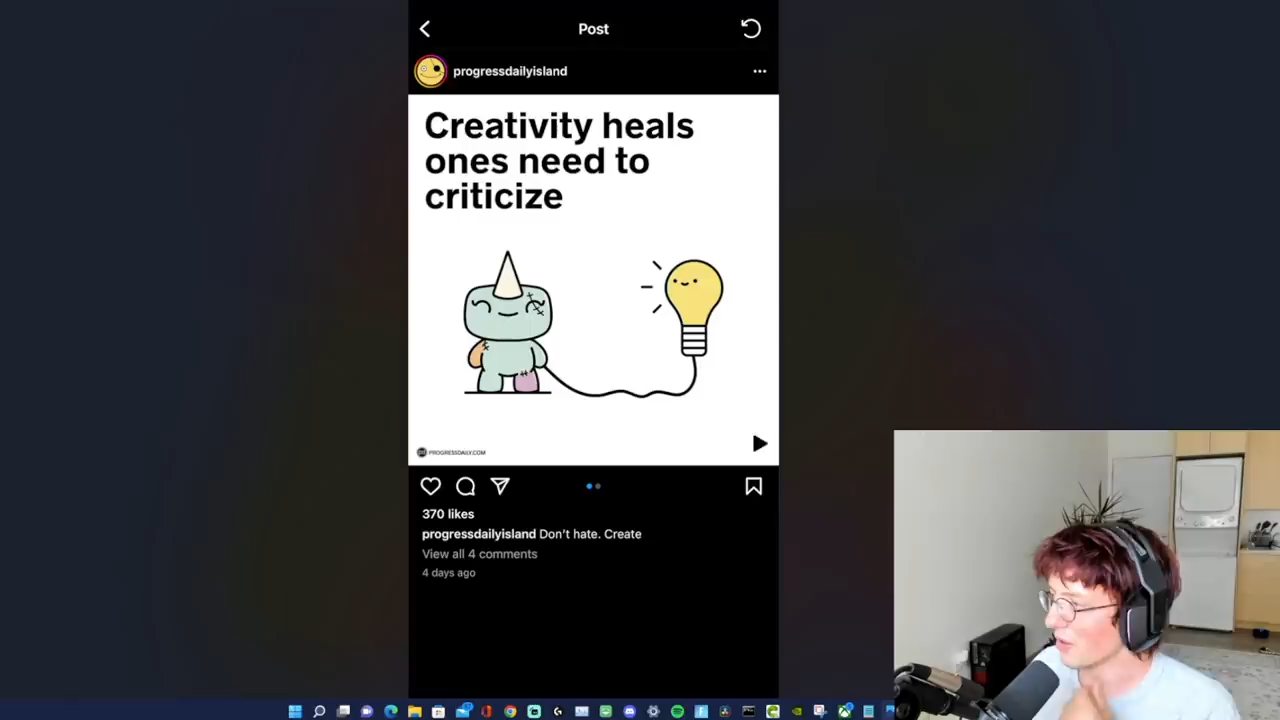 Post
progressdailyisland
Creativity heals
ones need to
criticize
PROGRESSDAILY.COM
370 likes
progressdailyisland Don't hate. Create
View all 4 comments
4 days ago